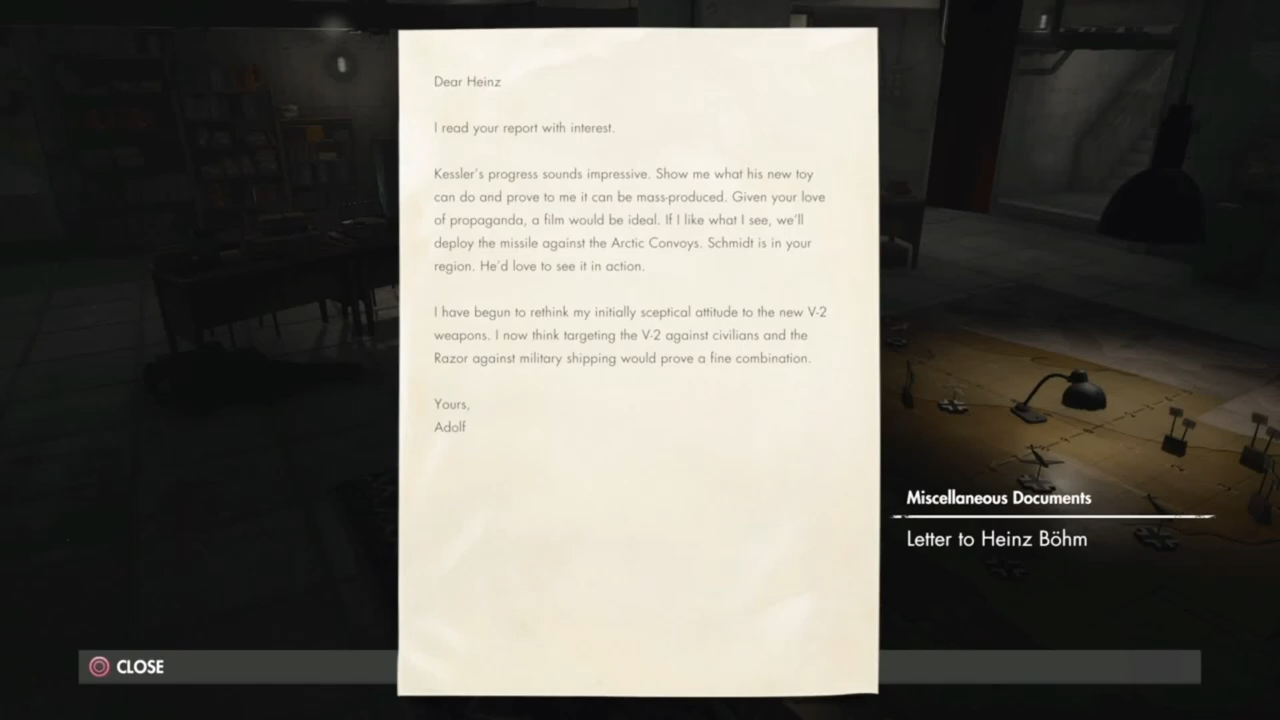 Dear Heinz
I read your report with interest.
Kessler's progress sounds impressive. Show me what his new toy
can do and prove to me it can be mass-produced. Given your love
of propaganda, a film would be ideal. If I like what I see, we'll
deploy the missile against the Arctic Convoys. Schmidt is in your
region. He'd love to see it in action.
I have begun to rethink my initially sceptical attitude to the new V-2
weapons. I now think targeting the V-2 against civilians and the
Razor against military shipping would prove a fine combination.
Yours,
Adolf
Miscellaneous Documents
Letter to Heinz Böhm
CLOSE